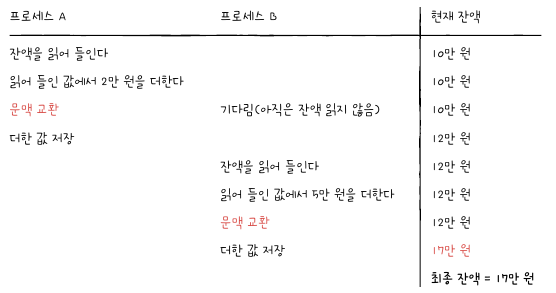 프로세스 A 프로세스 B 현재 잔액
잔액을 읽어 들인다 10만 원
읽어 들인 값에서 2만 원을 더한다 10만 원
문맥 교환 기다림(아직은 잔액 읽지 않음) 10만 원
더한 값 저장 12만 원
잔액을 읽어 들인다 12만 원
읽어 들인 값에서 5만 원을 더한다 12만 원
문맥 교환 12만 원
더한 값 저장 17만 원
최종 잔액 = 17만 원